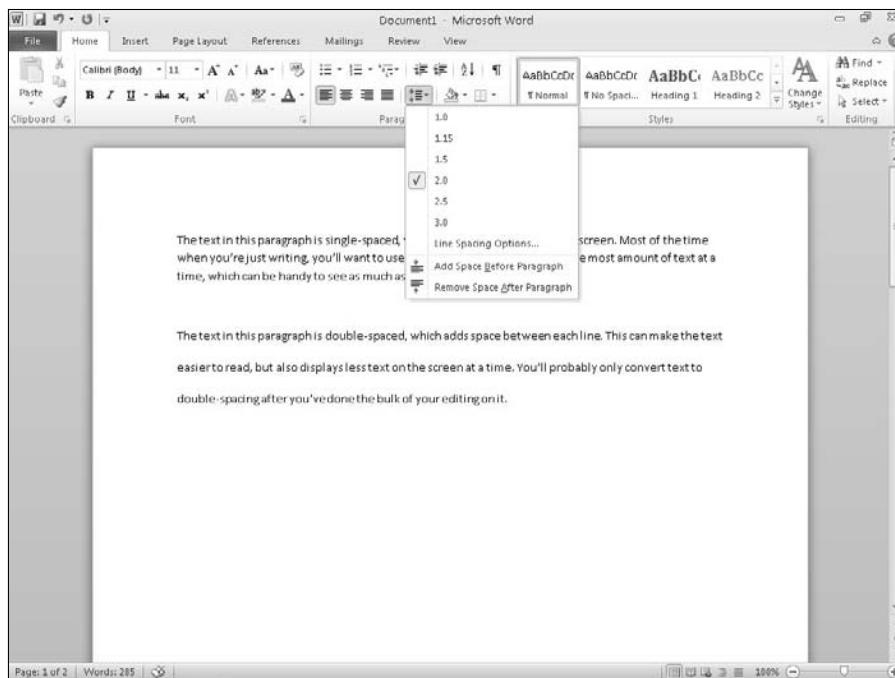 Document1 - Microsoft Word
File Home Insert Page Layout References Mailings Review View
Calibri (Body) 11 A A Aa
AaBbCcDc AaBbCcDc AaBbC AaBbCc
Find
Replace
Select
Paste
B I U abc x, x² A ab A
¶ Normal ¶ No Spaci... Heading 1 Heading 2
Change
Styles
Clipboard Font Parag Styles Editing
1.0
1.15
1.5
2.0
2.5
3.0
Line Spacing Options...
Add Space Before Paragraph
Remove Space After Paragraph
The text in this paragraph is single-spaced, screen. Most of the time
when you're just writing, you'll want to use e most amount of text at a
time, which can be handy to see as much as
The text in this paragraph is double-spaced, which adds space between each line. This can make the text
easier to read, but also displays less text on the screen at a time. You'll probably only convert text to
double-spacing after you've done the bulk of your editing on it.
Page: 1 of 2 Words: 285 100%